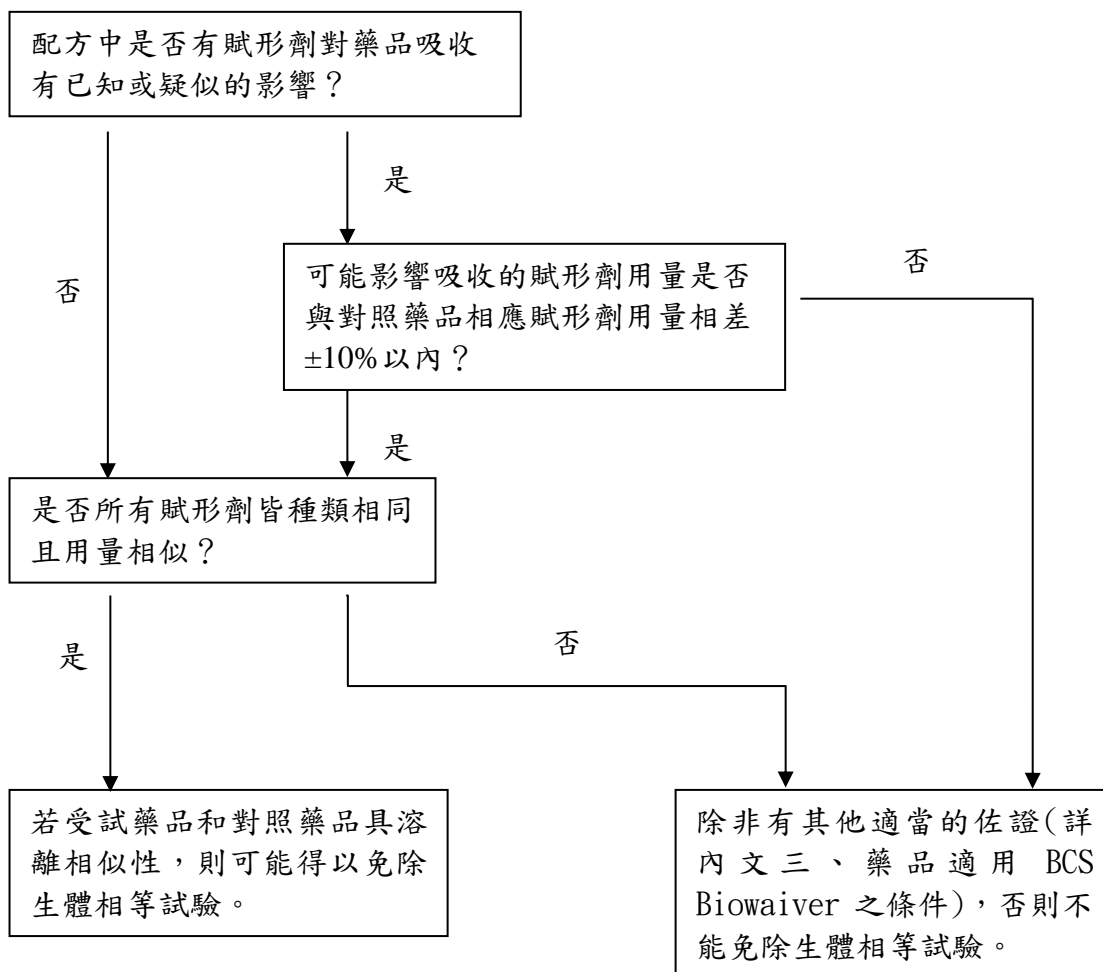 配方中是否有賦形劑對藥品吸收
有已知或疑似的影響？
是
否
可能影響吸收的賦形劑用量是否
與對照藥品相應賦形劑用量相差
±10%以內？
否
是
是否所有賦形劑皆種類相同
且用量相似？
是
否
若受試藥品和對照藥品具溶
離相似性，則可能得以免除
生體相等試驗。
除非有其他適當的佐證(詳
內文三、藥品適用 BCS
Biowaiver 之條件)，否則不
能免除生體相等試驗。